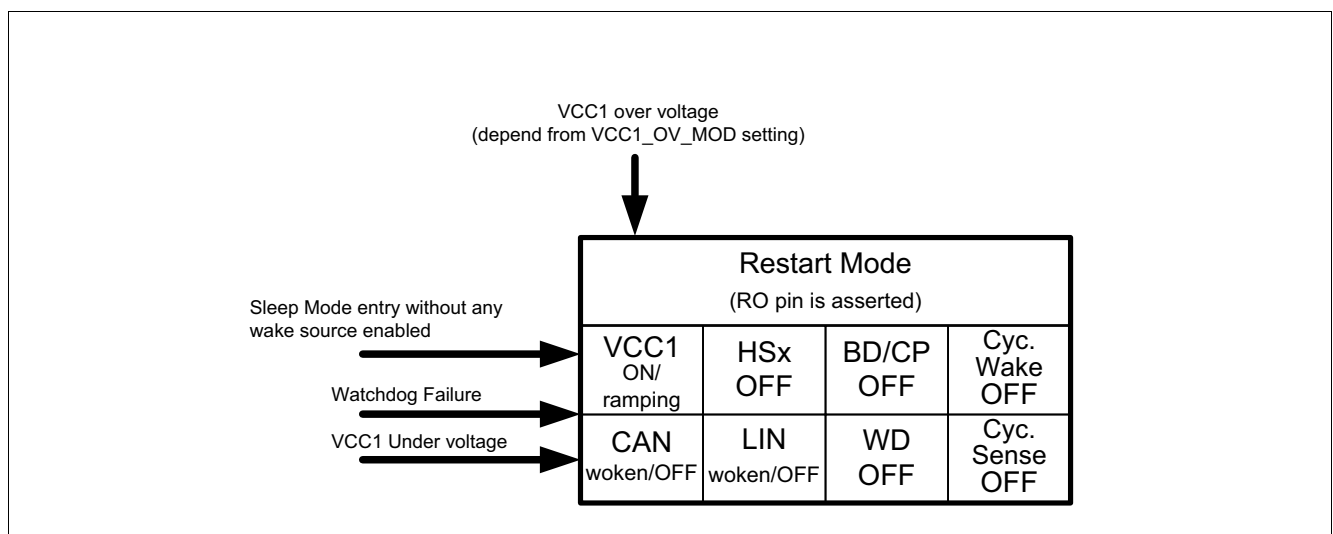 VCC1 over voltage
(depend from VCC1_OV_MOD setting)
Restart Mode
(RO pin is asserted)
Sleep Mode entry without any
wake source enabled
Watchdog Failure
VCC1 Under voltage
VCC1
ON/
ramping
HSx
OFF
BD/CP
OFF
Cyc.
Wake
OFF
CAN
woken/OFF
LIN
woken/OFF
WD
OFF
Cyc.
Sense
OFF